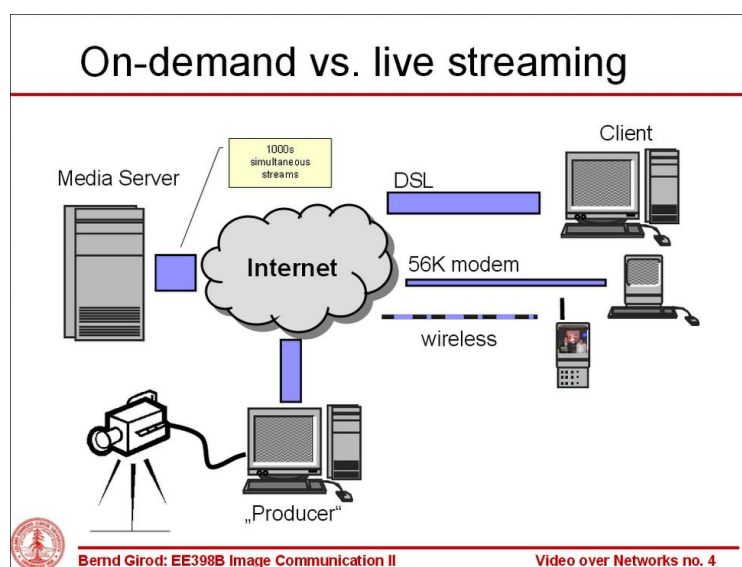 On-demand vs. live streaming
Client
1000s
simultaneous
streams
Media Server
DSL
Internet
56K modem
wireless
„Producer“
Bernd Girod: EE398B Image Communication II
Video over Networks no. 4